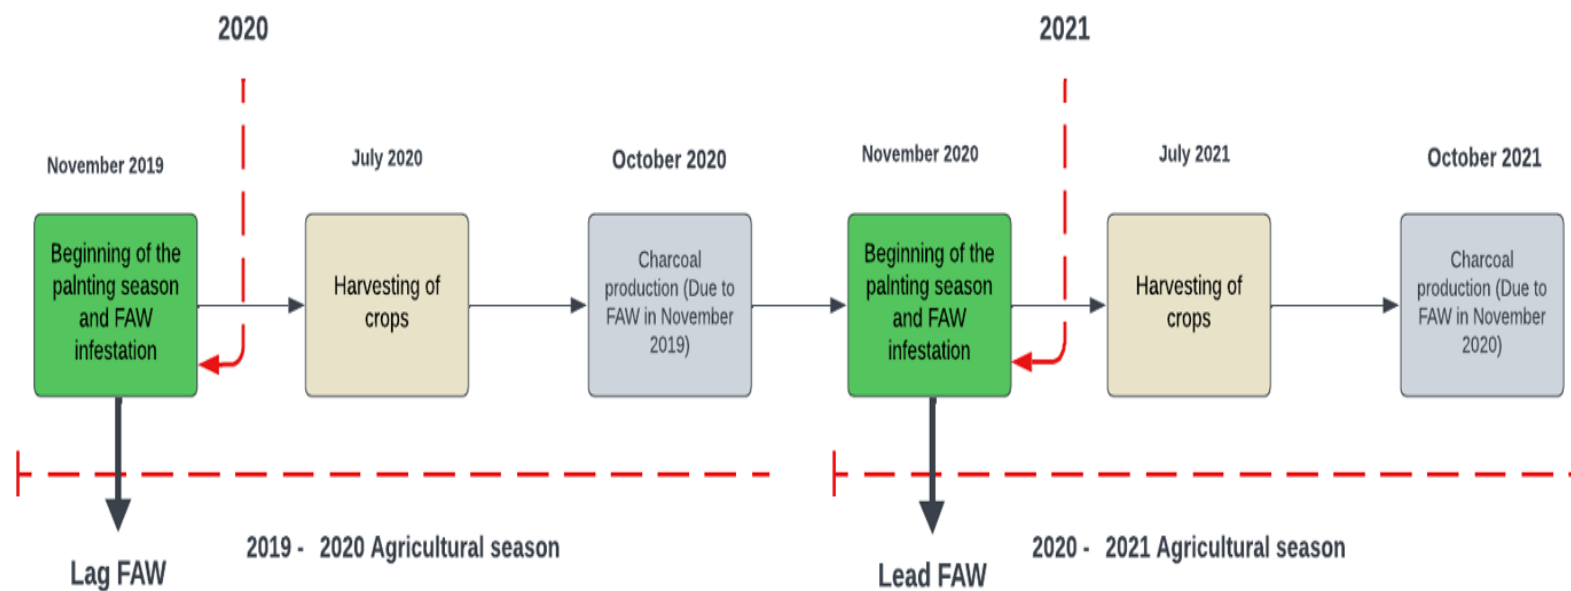 2020
2021
November 2019
July 2020
October 2020
November 2020
July 2021
October 2021
Beginning of the
palnting season
and FAW
infestation
Harvesting of
crops
Charcoal
production (Due to
FAW in November
2019)
Beginning of the
palnting season
and FAW
infestation
Harvesting of
crops
Charcoal
production (Due to
FAW in November
2020)
2019 - 2020 Agricultural season
2020 - 2021 Agricultural season
Lag FAW
Lead FAW